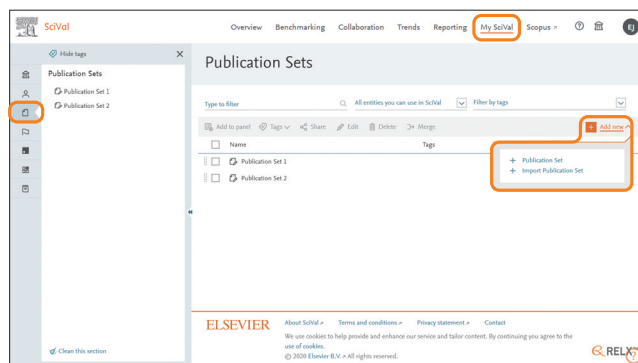 SciVal
Overview Benchmarking Collaboration Trends Reporting My SciVal Scopus EJ
Hide tags
Publication Sets
Publication Set 1
Publication Set 2
Clean this section
Publication Sets
Type to filter All entities you can use in SciVal Filter by tags
Add to panel Tags Share Edit Delete Merge Add new
Name Tags
Publication Set 1
Publication Set 2
+ Publication Set
+ Import Publication Set
ELSEVIER
About SciVal Terms and conditions Privacy statement Contact
We use cookies to help provide and enhance our service and tailor content. By continuing you agree to the
use of cookies.
© 2020 Elsevier B.V. All rights reserved.
RELX